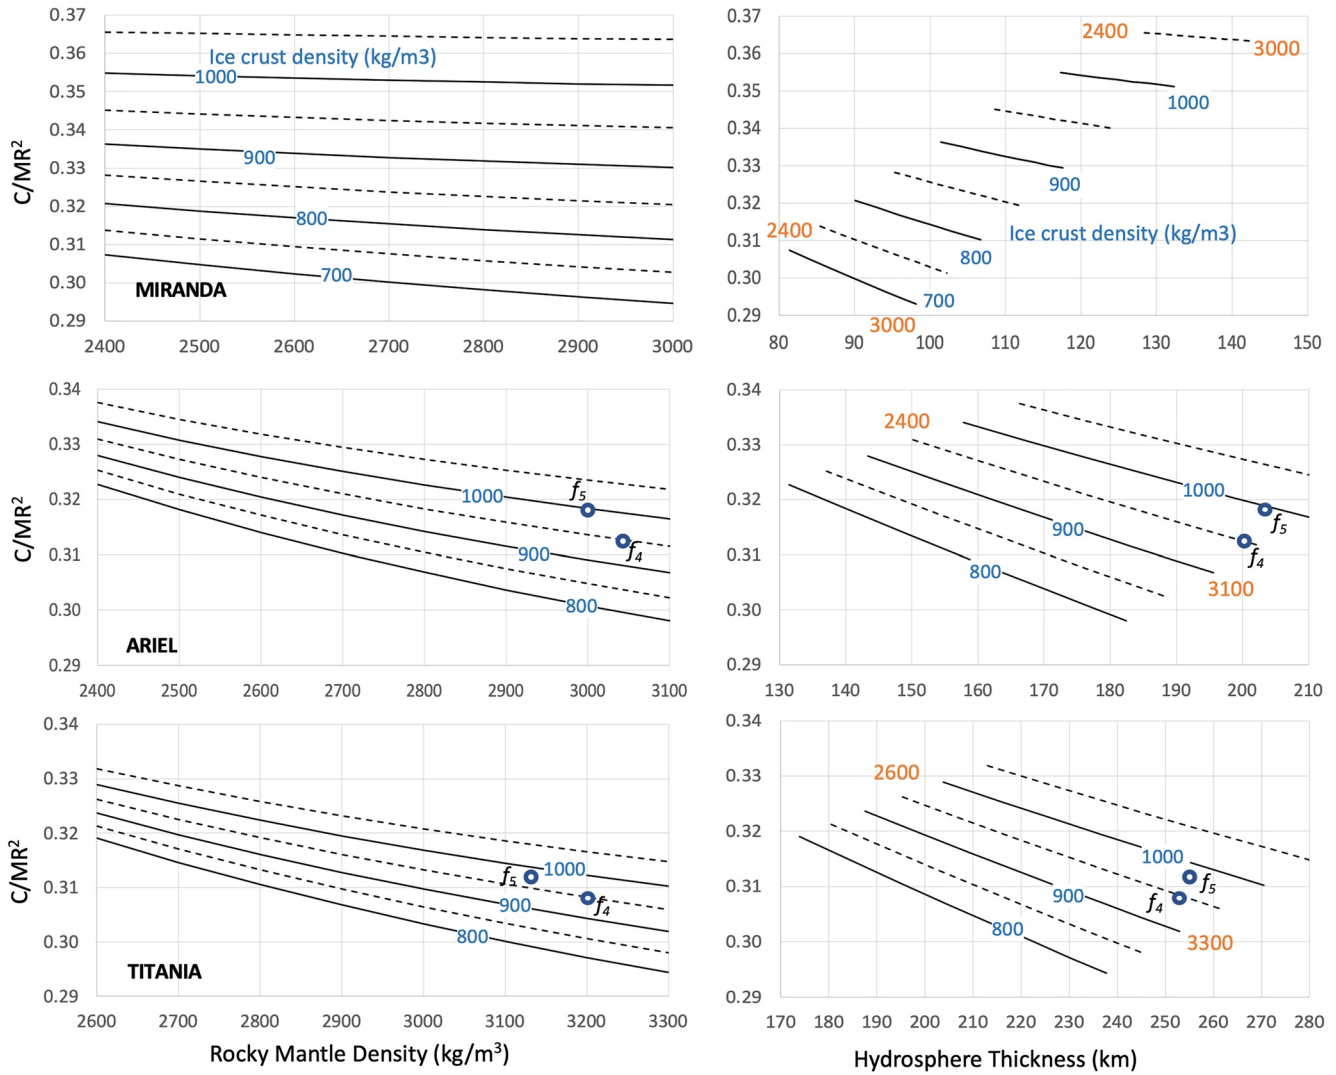 0.37
0.36
0.35
0.34
0.33
0.32
0.31
0.30
0.29
C/MR²
Ice crust density (kg/m3)
1000
900
800
700
MIRANDA
2400 2500 2600 2700 2800 2900 3000
0.37
0.36
0.35
0.34
0.33
0.32
0.31
0.30
0.29
2400
3000
1000
900
2400
Ice crust density (kg/m3)
800
700
3000
80 90 100 110 120 130 140 150
0.34
0.33
0.32
0.31
0.30
0.29
C/MR²
1000
f₅
900
f₄
800
ARIEL
2400 2500 2600 2700 2800 2900 3000 3100
0.34
0.33
0.32
0.31
0.30
0.29
2400
1000
f₅
900
f₄
800
3100
130 140 150 160 170 180 190 200 210
0.34
0.33
0.32
0.31
0.30
0.29
C/MR²
f₅ 1000
900 f₄
800
TITANIA
2600 2700 2800 2900 3000 3100 3200 3300
Rocky Mantle Density (kg/m³)
0.34
0.33
0.32
0.31
0.30
0.29
2600
1000
f₅
900 f₄
800
3300
170 180 190 200 210 220 230 240 250 260 270 280
Hydrosphere Thickness (km)